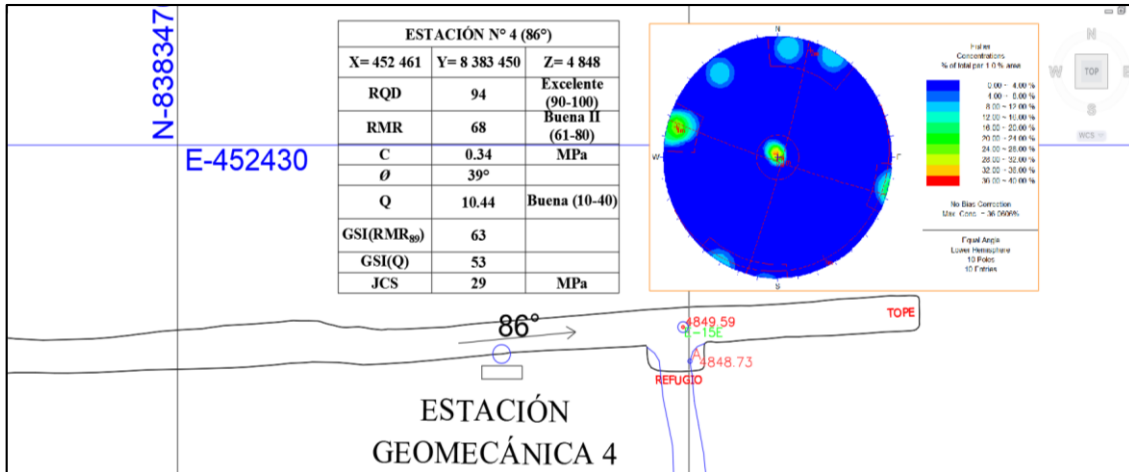 N-838347
E-452430
ESTACIÓN N° 4 (86°)
X= 452 461 Y= 8 383 450 Z= 4 848
RQD 94 Excelente (90-100)
RMR 68 Buena II (61-80)
C 0.34 MPa
Ø 39°
Q 10.44 Buena (10-40)
GSI(RMR89) 63
GSI(Q) 53
JCS 29 MPa
N
W
S
Fisher
Concentrations
% of total per 1.0 % area
0.00 ~ 4.00 %
4.00 ~ 8.00 %
8.00 ~ 12.00 %
12.00 ~ 16.00 %
16.00 ~ 20.00 %
20.00 ~ 24.00 %
24.00 ~ 28.00 %
28.00 ~ 32.00 %
32.00 ~ 36.00 %
36.00 ~ 40.00 %
No Bias Correction
Max. Conc. = 36.0606%
Equal Angle
Lower Hemisphere
10 Poles
10 Entries
N
W TOP E
S
WCS
86°
4849.59
-15E
TOPE
A
4848.73
REFUGIO
ESTACIÓN
GEOMECÁNICA 4